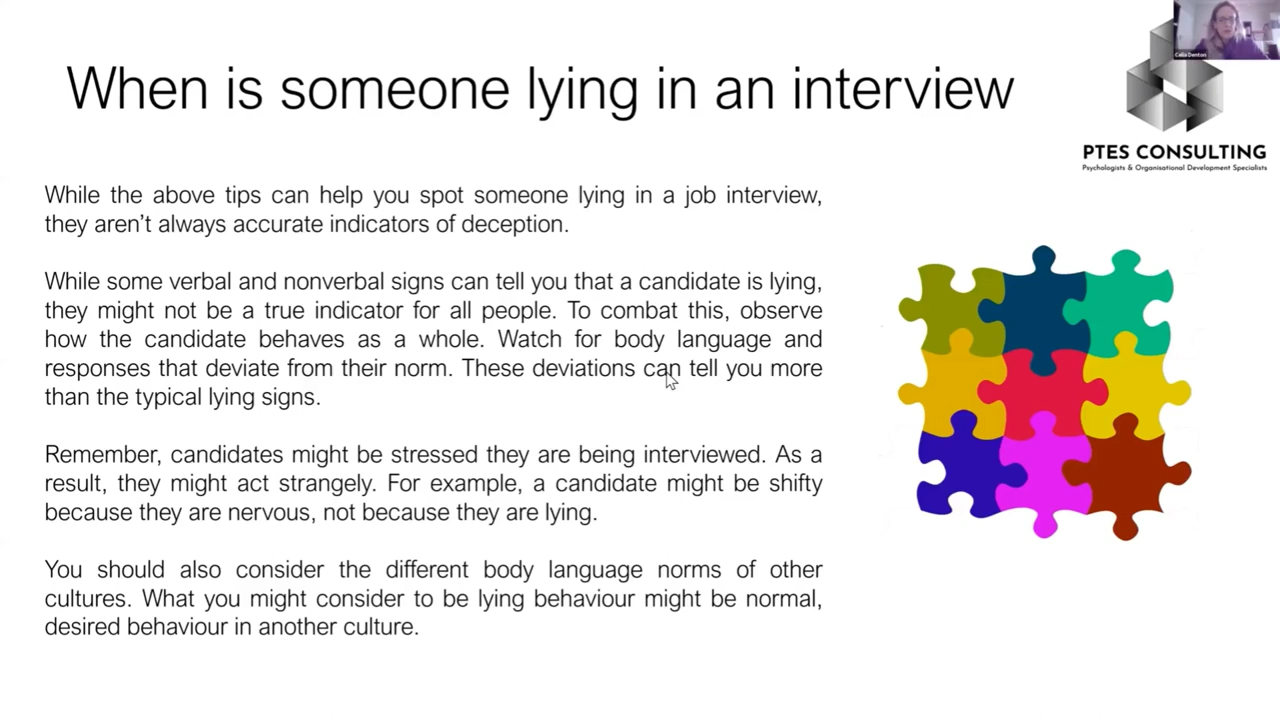 When is someone lying in an interview
Celia Denton
PTES CONSULTING
Psychologists & Organisational Development Specialists
While the above tips can help you spot someone lying in a job interview,
they aren’t always accurate indicators of deception.
While some verbal and nonverbal signs can tell you that a candidate is lying,
they might not be a true indicator for all people. To combat this, observe
how the candidate behaves as a whole. Watch for body language and
responses that deviate from their norm. These deviations can tell you more
than the typical lying signs.
Remember, candidates might be stressed they are being interviewed. As a
result, they might act strangely. For example, a candidate might be shifty
because they are nervous, not because they are lying.
You should also consider the different body language norms of other
cultures. What you might consider to be lying behaviour might be normal,
desired behaviour in another culture.